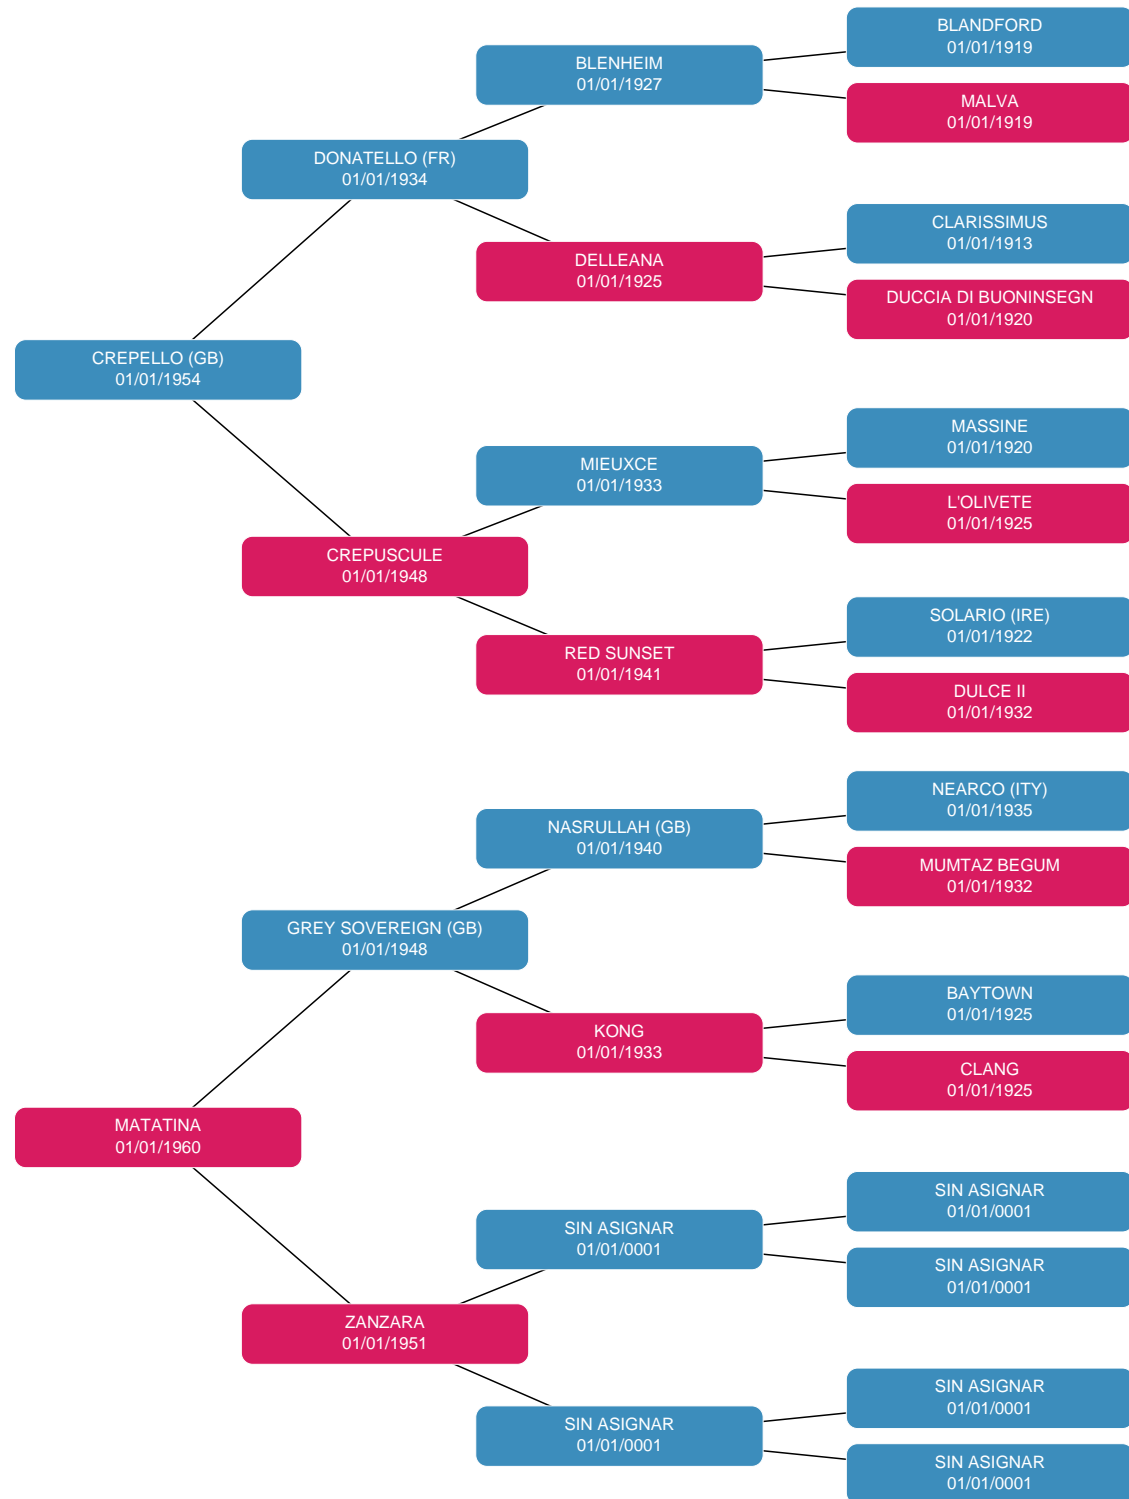 BLANDFORD
01/01/1919
BLENHEIM
01/01/1927
MALVA
01/01/1919
DONATELLO (FR)
01/01/1934
CLARISSIMUS
01/01/1913
DELLEANA
01/01/1925
DUCCIA DI BUONINSEGN
01/01/1920
CREPELLO (GB)
01/01/1954
MASSINE
01/01/1920
MIEUXCE
01/01/1933
L'OLIVETE
01/01/1925
CREPUSCULE
01/01/1948
SOLARIO (IRE)
01/01/1922
RED SUNSET
01/01/1941
DULCE II
01/01/1932
NEARCO (ITY)
01/01/1935
NASRULLAH (GB)
01/01/1940
MUMTAZ BEGUM
01/01/1932
GREY SOVEREIGN (GB)
01/01/1948
BAYTOWN
01/01/1925
KONG
01/01/1933
CLANG
01/01/1925
MATATINA
01/01/1960
SIN ASIGNAR
01/01/0001
SIN ASIGNAR
01/01/0001
SIN ASIGNAR
01/01/0001
ZANZARA
01/01/1951
SIN ASIGNAR
01/01/0001
SIN ASIGNAR
01/01/0001
SIN ASIGNAR
01/01/0001